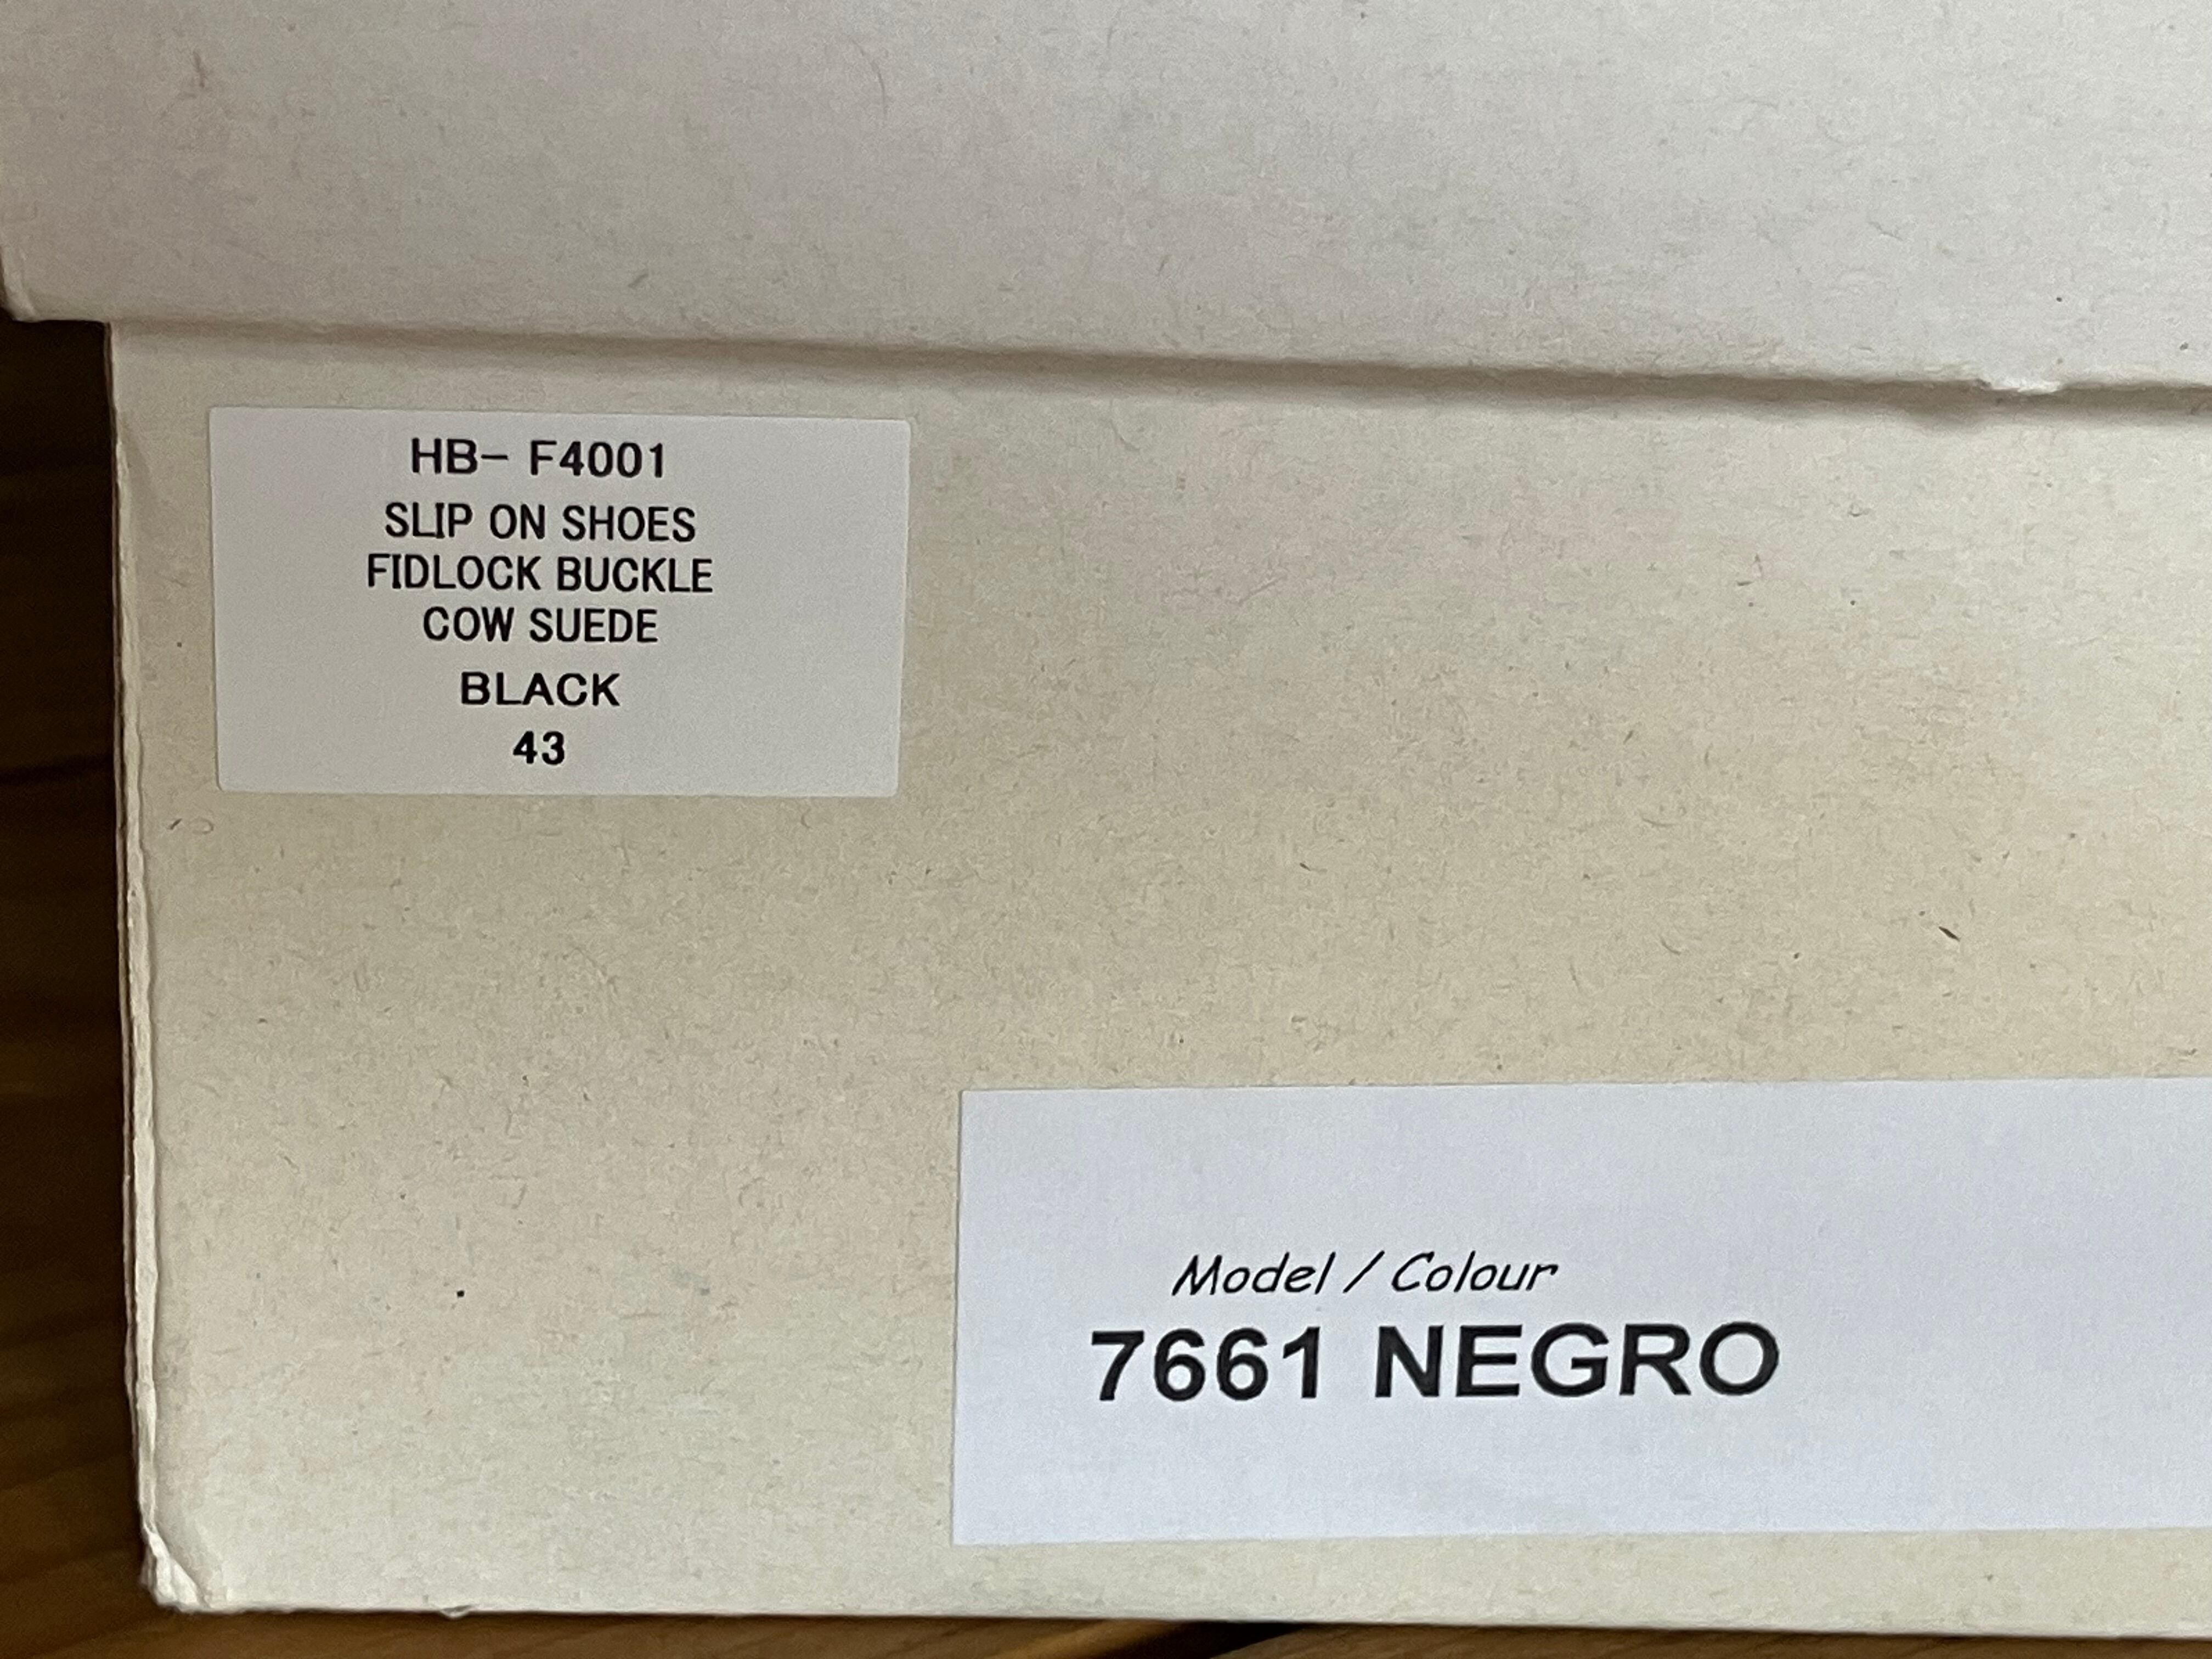 HB- F4001
SLIP ON SHOES
FIDLOCK BUCKLE
COW SUEDE
BLACK
43
Model / Colour
7661 NEGRO